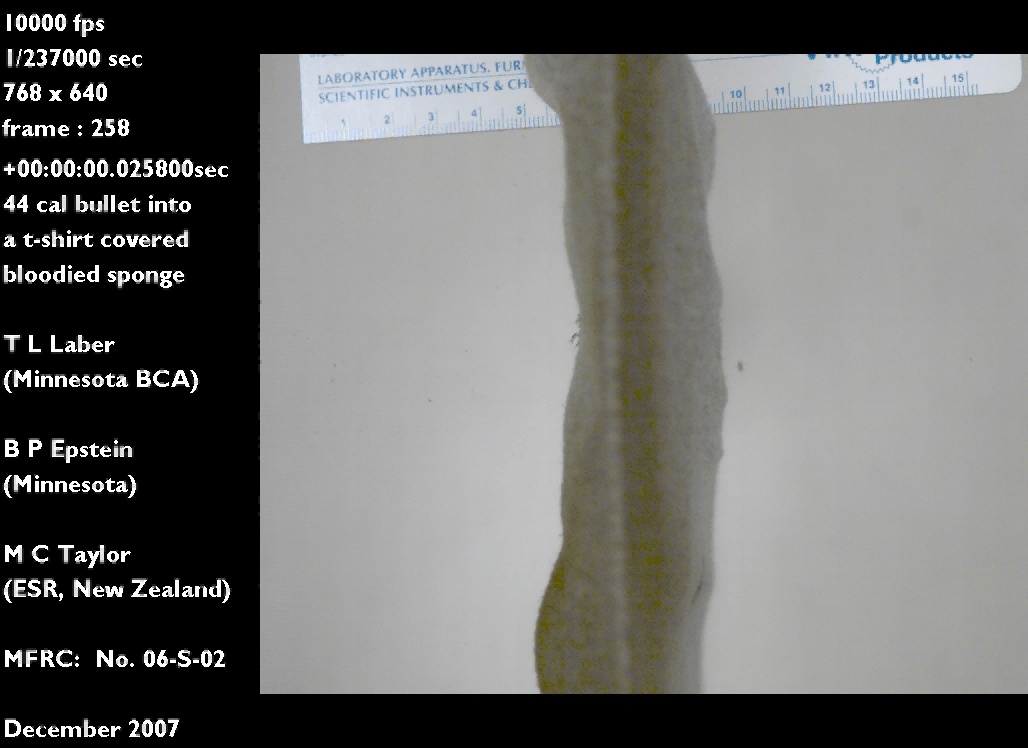 10000 fps
1/237000 sec
768 x 640
frame : 258
+00:00:00.025800sec
44 cal bullet into
a t-shirt covered
bloodied sponge
T L Laber
(Minnesota BCA)
B P Epstein
(Minnesota)
M C Taylor
(ESR, New Zealand)
MFRC: No. 06-S-02
December 2007
Products
LABORATORY APPARATUS. FUR
SCIENTIFIC INSTRUMENTS & CH
1 2 3 4 5 10 11 12 13 14 15